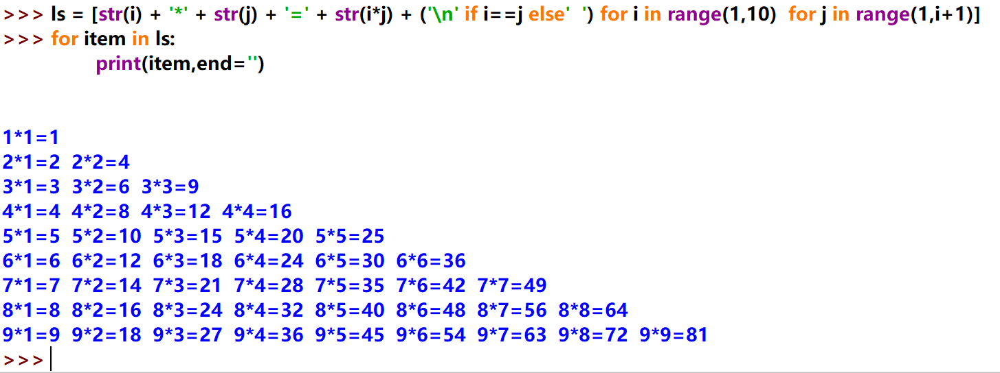 >>> ls = [str(i) + '*' + str(j) + '=' + str(i*j) + ('\n' if i==j else'  ') for i in range(1,10)  for j in range(1,i+1)]
>>> for item in ls:
        print(item,end='')
1*1=1
2*1=2  2*2=4
3*1=3  3*2=6  3*3=9
4*1=4  4*2=8  4*3=12  4*4=16
5*1=5  5*2=10  5*3=15  5*4=20  5*5=25
6*1=6  6*2=12  6*3=18  6*4=24  6*5=30  6*6=36
7*1=7  7*2=14  7*3=21  7*4=28  7*5=35  7*6=42  7*7=49
8*1=8  8*2=16  8*3=24  8*4=32  8*5=40  8*6=48  8*7=56  8*8=64
9*1=9  9*2=18  9*3=27  9*4=36  9*5=45  9*6=54  9*7=63  9*8=72  9*9=81
>>>